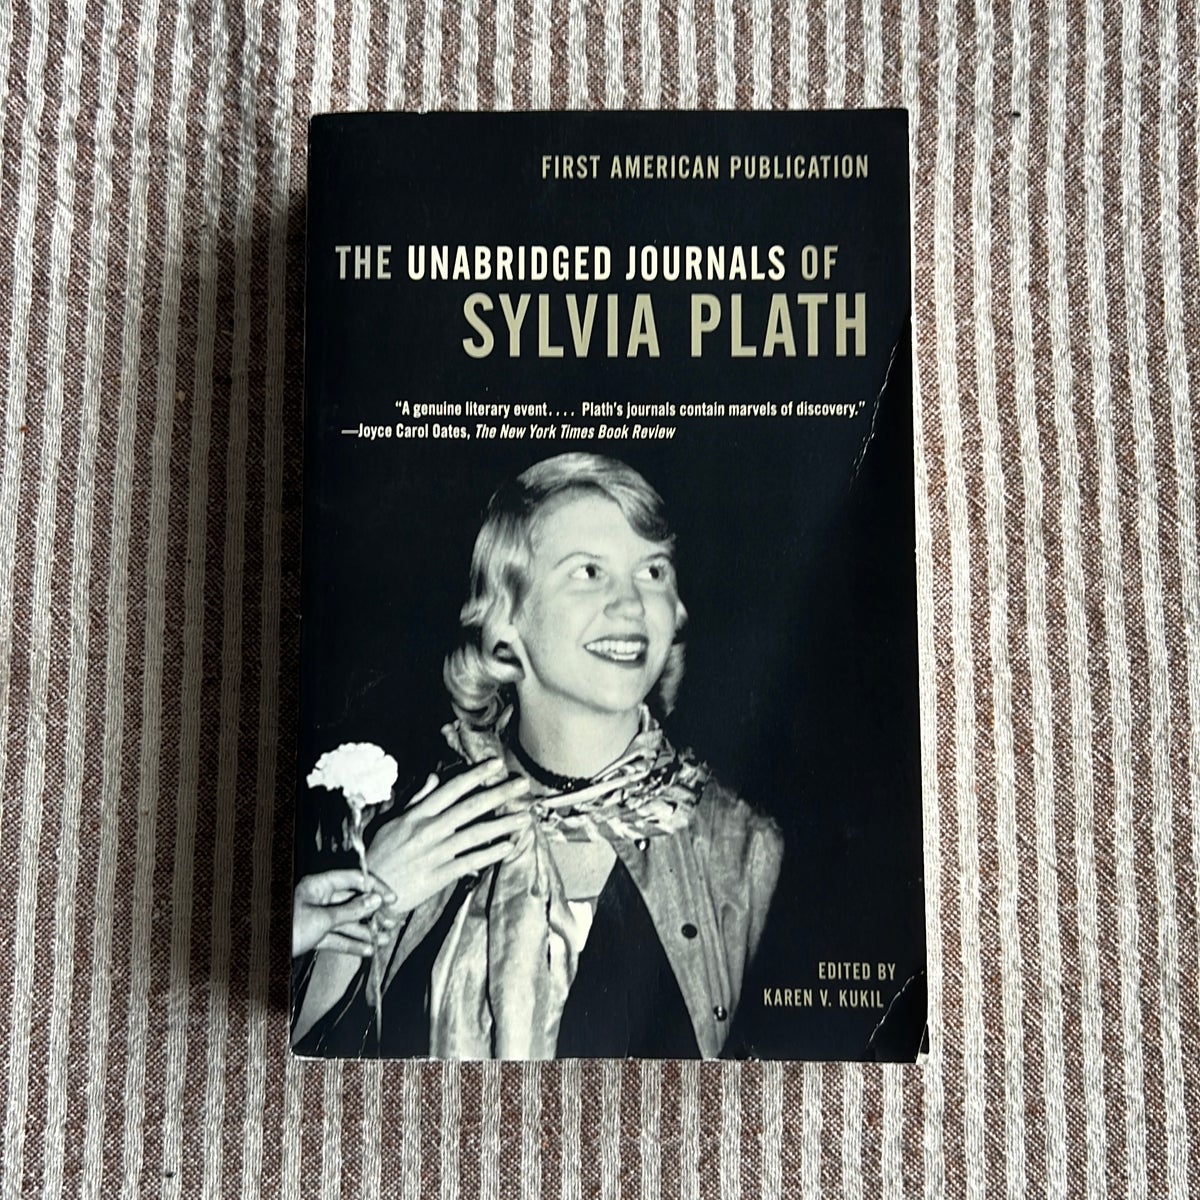 FIRST AMERICAN PUBLICATION
THE UNABRIDGED JOURNALS OF
SYLVIA PLATH
“A genuine literary event.... Plath’s journals contain marvels of discovery.”
—Joyce Carol Oates, The New York Times Book Review
EDITED BY
KAREN V. KUKIL